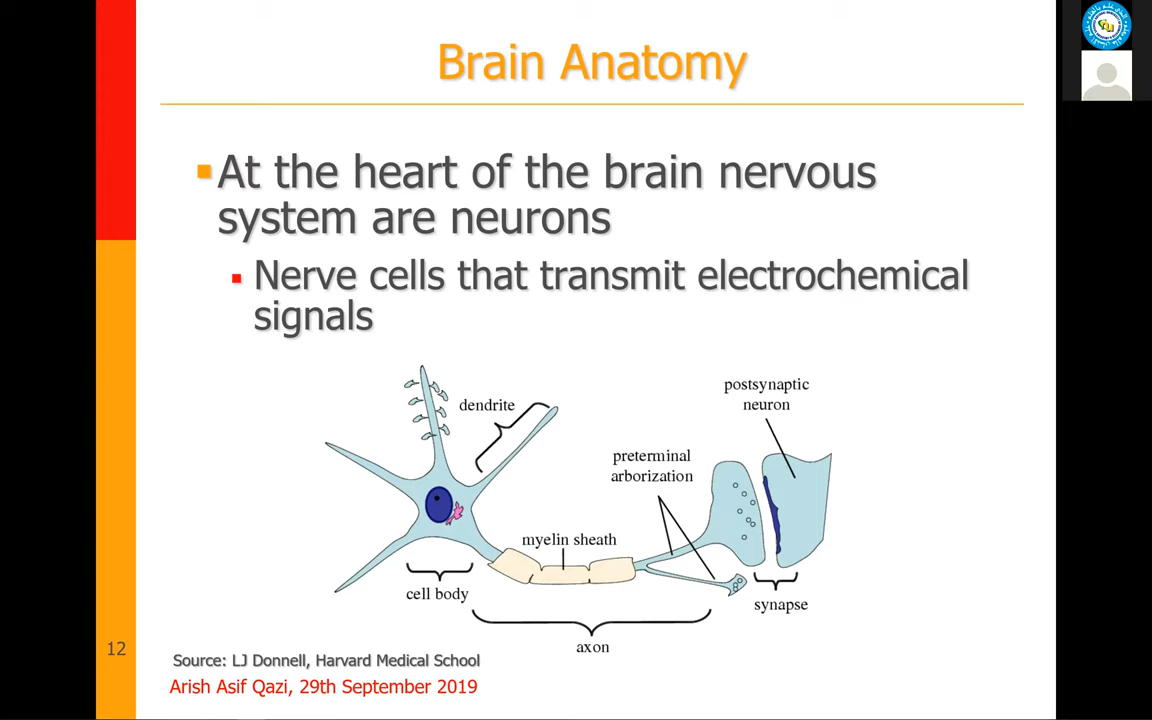 Brain Anatomy
At the heart of the brain nervous
system are neurons
Nerve cells that transmit electrochemical
signals
postsynaptic
neuron
dendrite
preterminal
arborization
myelin sheath
cell body
synapse
axon
12
Source: LJ Donnell, Harvard Medical School
Arish Asif Qazi, 29th September 2019